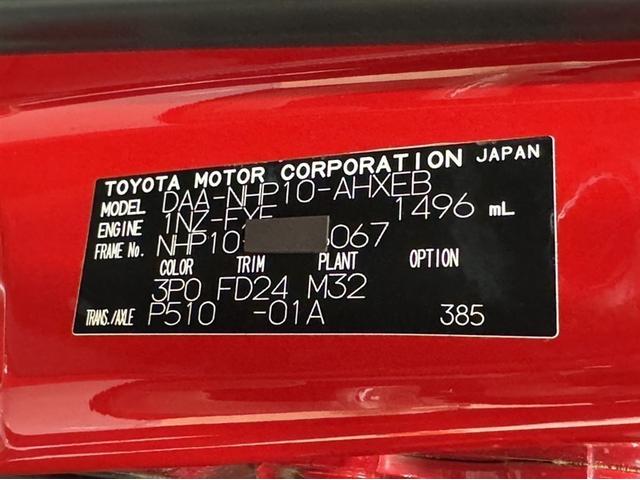 TOYOTA MOTOR CORPORATION JAPAN
MODEL DAA-NHP10-AHXEB
ENGINE 1NZ-FXE 1496 mL
FRAME No. NHP10 067
COLOR TRIM PLANT OPTION
3P0 FD24 M32
TRANS./AXLE P510 -01A 385